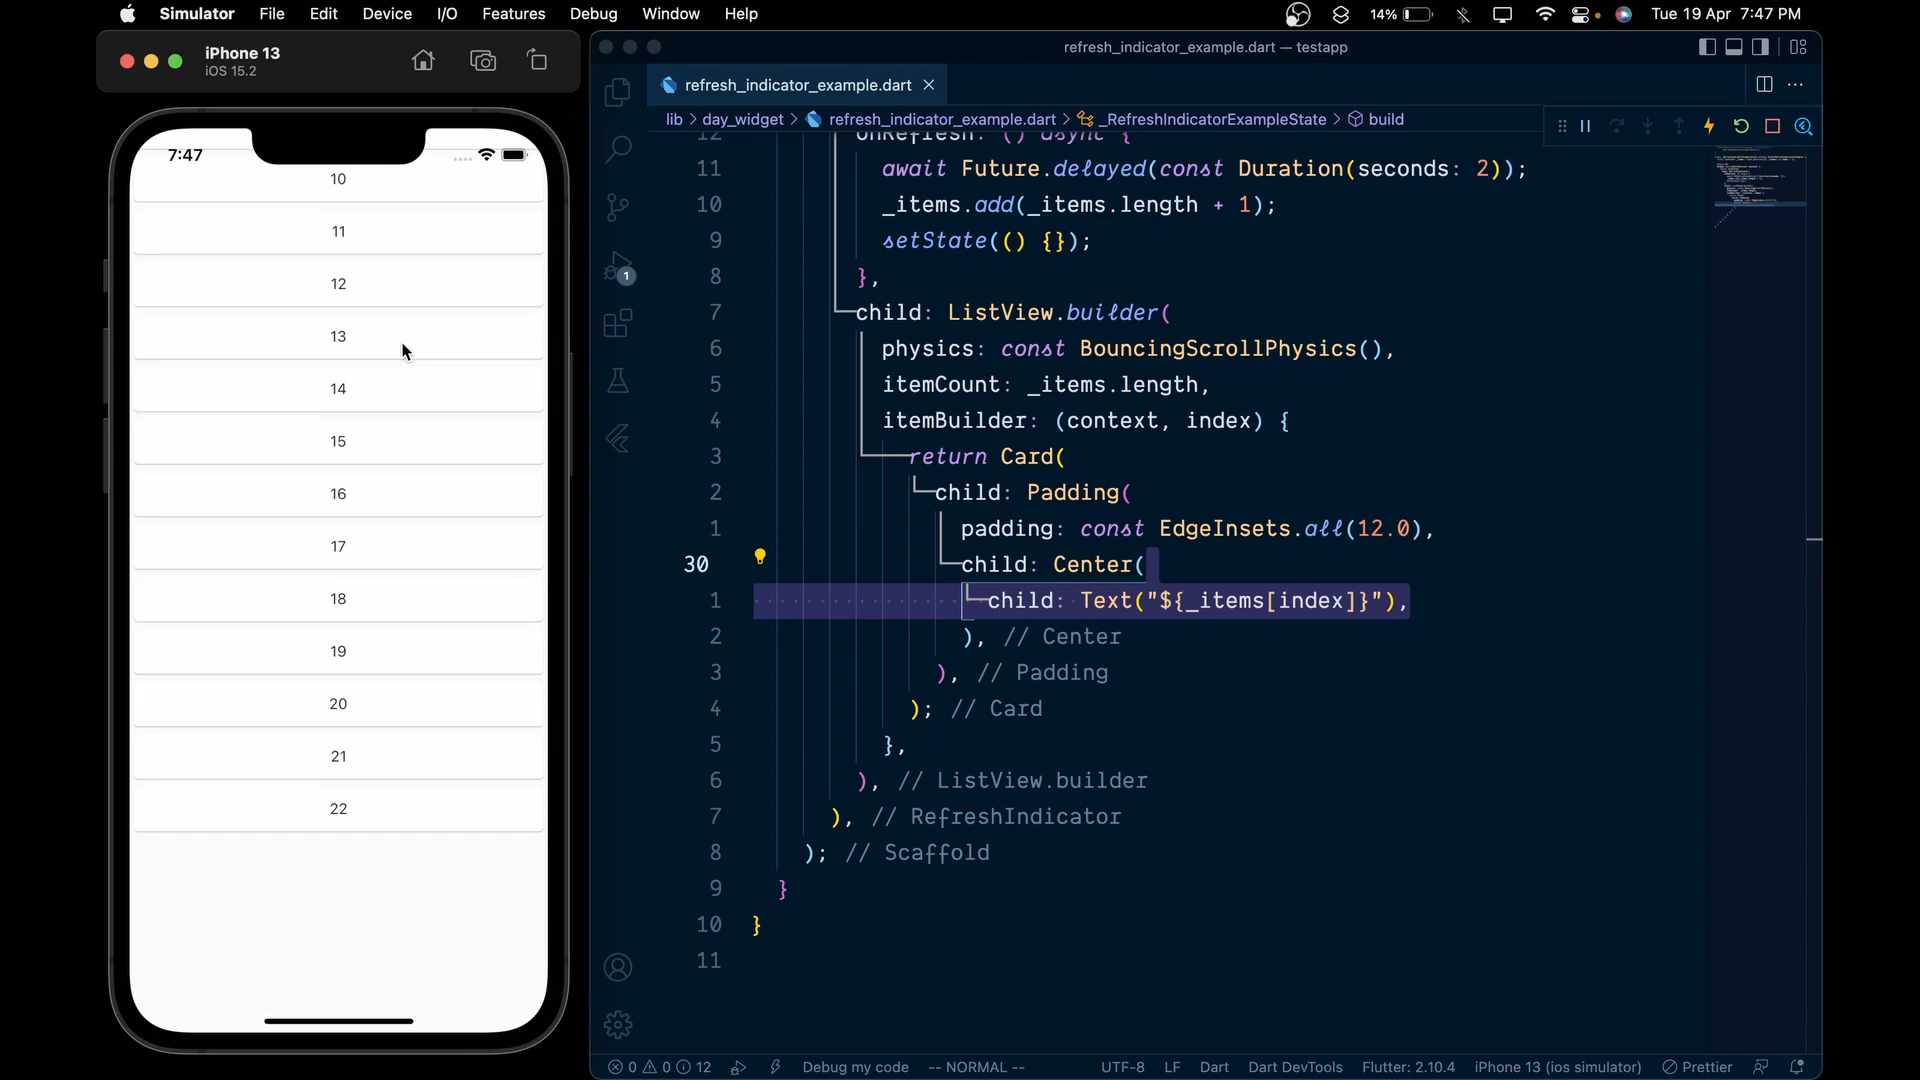 Simulator File Edit Device I/O Features Debug Window Help 14% Tue 19 Apr 7:47 PM
iPhone 13
iOS 15.2
7:47
10
11
12
13
14
15
16
17
18
19
20
21
22
refresh_indicator_example.dart — testapp
refresh_indicator_example.dart
lib > day_widget > refresh_indicator_example.dart > _RefreshIndicatorExampleState > build
1
12 onRefresh: () async {
11 await Future.delayed(const Duration(seconds: 2));
10 _items.add(_items.length + 1);
9 setState(() {});
8 },
7 child: ListView.builder(
6 physics: const BouncingScrollPhysics(),
5 itemCount: _items.length,
4 itemBuilder: (context, index) {
3 return Card(
2 child: Padding(
1 padding: const EdgeInsets.all(12.0),
30 child: Center(
1 child: Text("${_items[index]}"),
2 ), // Center
3 ), // Padding
4 ); // Card
5 },
6 ), // ListView.builder
7 ), // RefreshIndicator
8 ); // Scaffold
9 }
10 }
11
0 0 12 Debug my code -- NORMAL -- UTF-8 LF Dart Dart DevTools Flutter: 2.10.4 iPhone 13 (ios simulator) Prettier